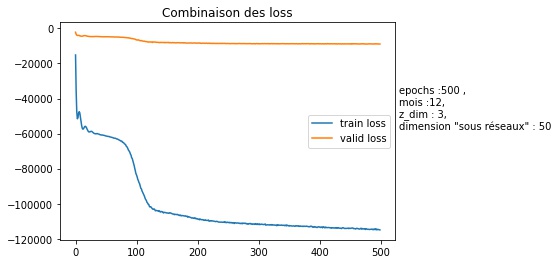 Combinaison des loss
0
−20000
−40000
−60000
−80000
−100000
−120000
0
100
200
300
400
500
train loss
valid loss
epochs :500 ,
mois :12,
z_dim : 3,
dimension "sous réseaux" : 50